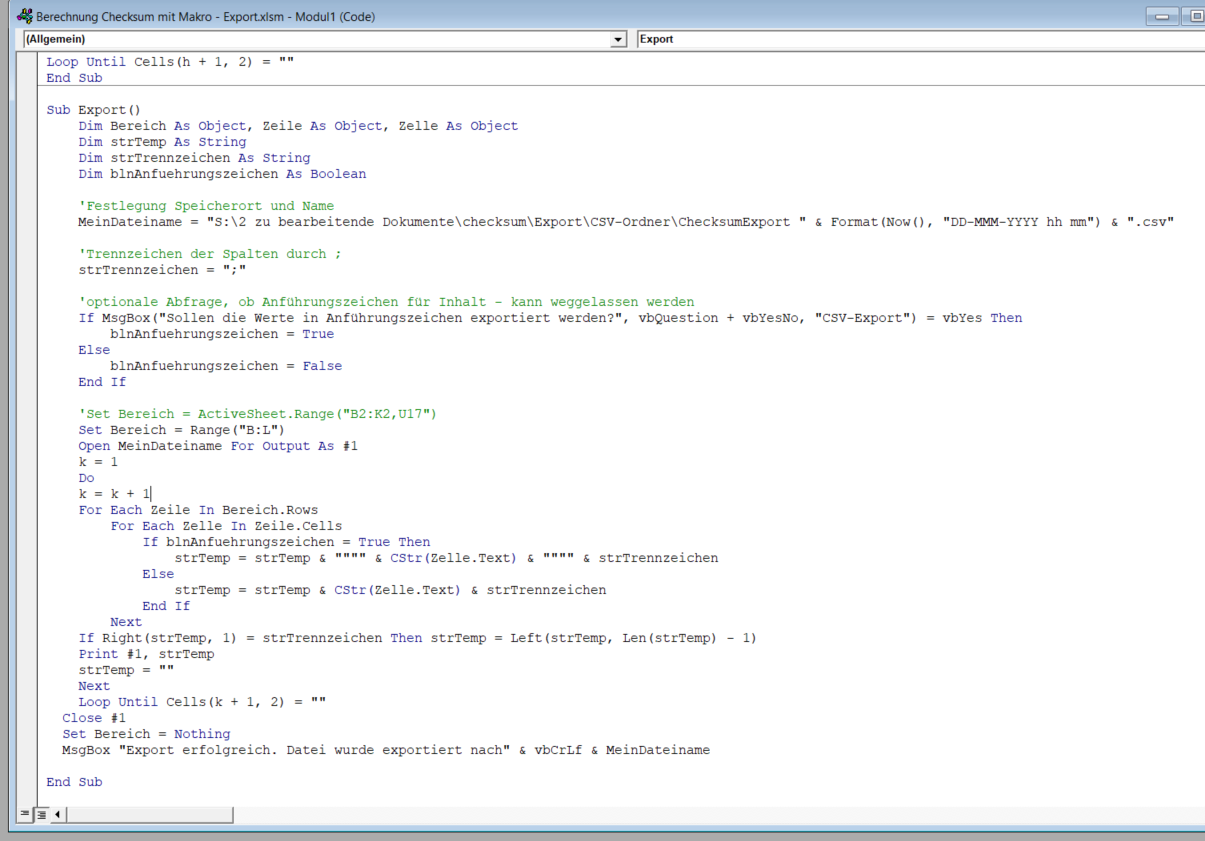 Berechnung Checksum mit Makro - Export.xlsm - Modul1 (Code)
(Allgemein) Export
Loop Until Cells(h + 1, 2) = ""
End Sub
Sub Export()
    Dim Bereich As Object, Zeile As Object, Zelle As Object
    Dim strTemp As String
    Dim strTrennzeichen As String
    Dim blnAnfuehrungszeichen As Boolean
    'Festlegung Speicherort und Name
    MeinDateiname = "S:\2 zu bearbeitende Dokumente\checksum\Export\CSV-Ordner\ChecksumExport " & Format(Now(), "DD-MMM-YYYY hh mm") & ".csv"
    'Trennzeichen der Spalten durch ;
    strTrennzeichen = ";"
    'optionale Abfrage, ob Anführungszeichen für Inhalt - kann weggelassen werden
    If MsgBox("Sollen die Werte in Anführungszeichen exportiert werden?", vbQuestion + vbYesNo, "CSV-Export") = vbYes Then
        blnAnfuehrungszeichen = True
    Else
        blnAnfuehrungszeichen = False
    End If
    'Set Bereich = ActiveSheet.Range("B2:K2,U17")
    Set Bereich = Range("B:L")
    Open MeinDateiname For Output As #1
    k = 1
    Do
    k = k + 1
    For Each Zeile In Bereich.Rows
        For Each Zelle In Zeile.Cells
            If blnAnfuehrungszeichen = True Then
                strTemp = strTemp & """" & CStr(Zelle.Text) & """" & strTrennzeichen
            Else
                strTemp = strTemp & CStr(Zelle.Text) & strTrennzeichen
            End If
        Next
    If Right(strTemp, 1) = strTrennzeichen Then strTemp = Left(strTemp, Len(strTemp) - 1)
    Print #1, strTemp
    strTemp = ""
    Next
    Loop Until Cells(k + 1, 2) = ""
  Close #1
  Set Bereich = Nothing
  MsgBox "Export erfolgreich. Datei wurde exportiert nach" & vbCrLf & MeinDateiname
End Sub